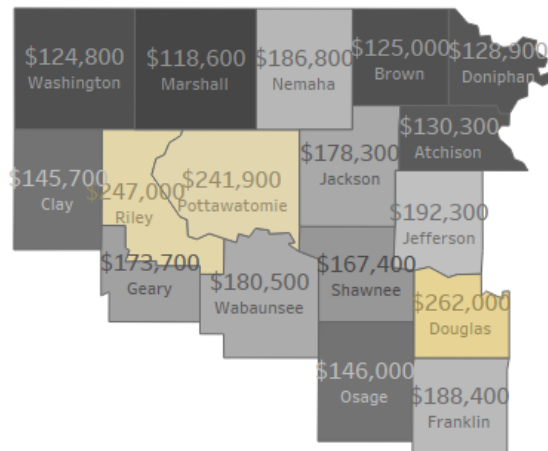 $124,800
Washington
$118,600
Marshall
$186,800
Nemaha
$125,000
Brown
$128,900
Doniphan
$130,300
Atchison
$145,700
Clay
$247,000
Riley
$241,900
Pottawatomie
$178,300
Jackson
$192,300
Jefferson
$173,700
Geary
$180,500
Wabaunsee
$167,400
Shawnee
$262,000
Douglas
$146,000
Osage
$188,400
Franklin